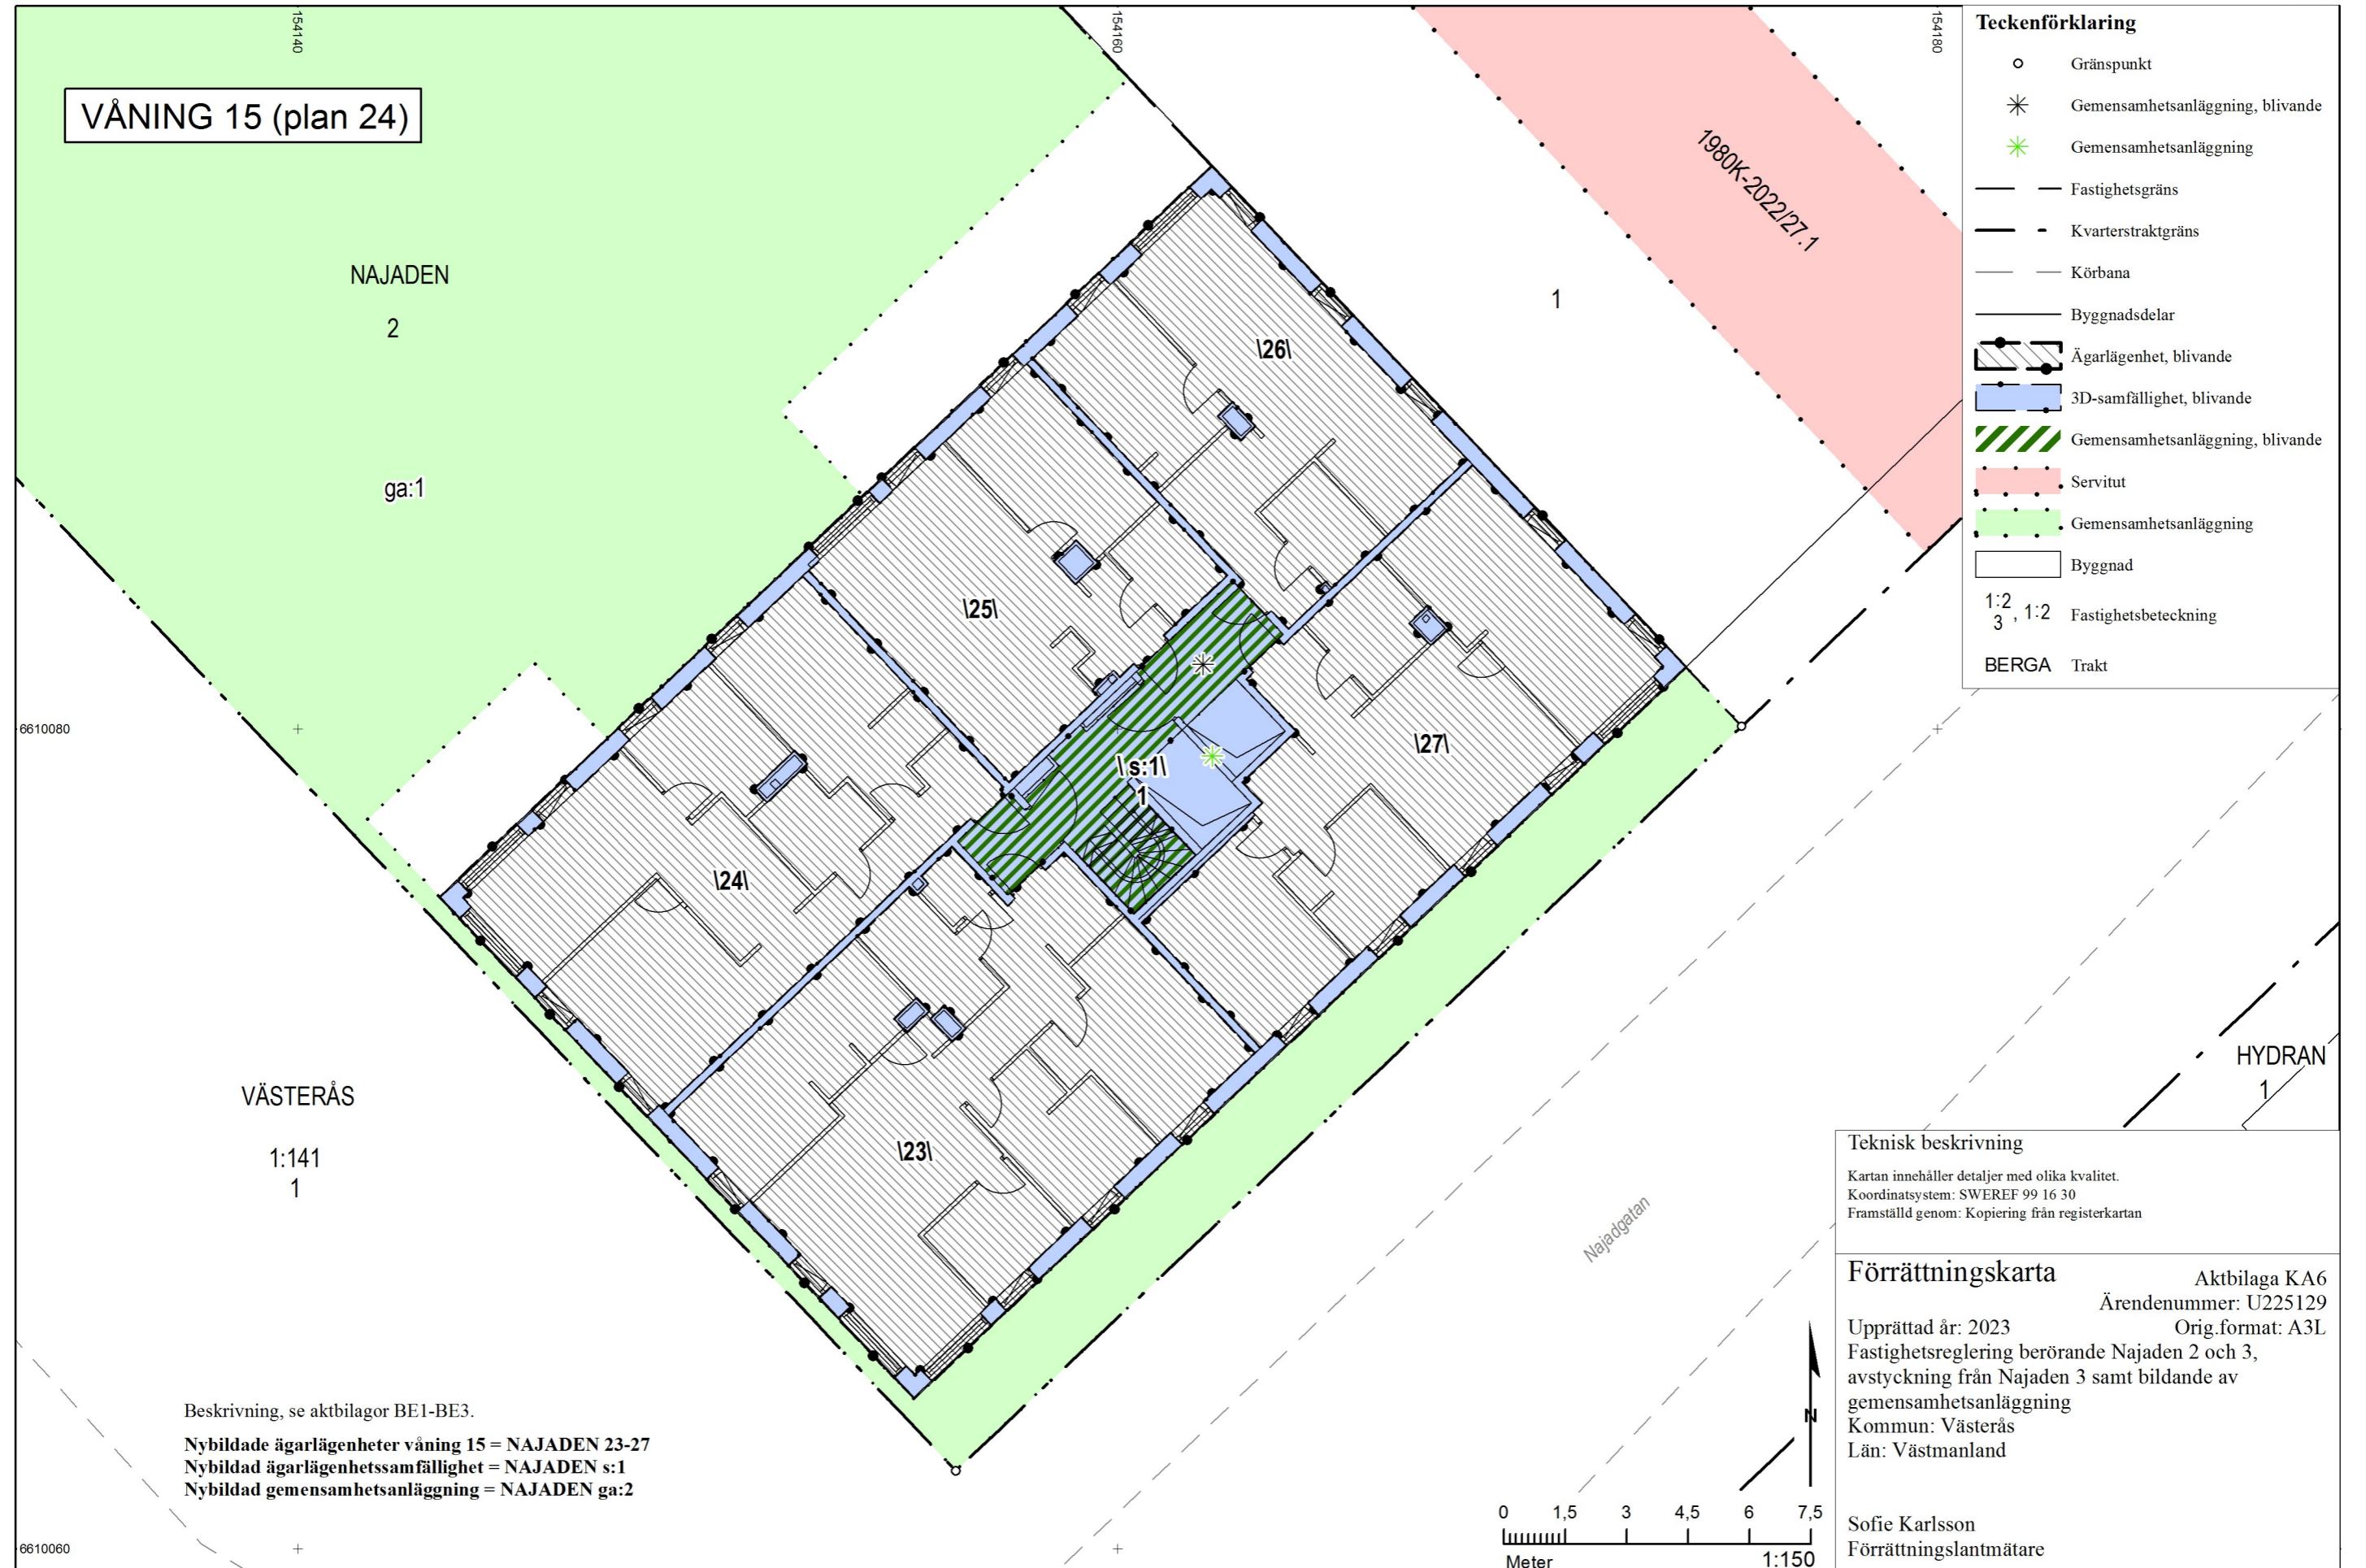 154140
154160
154180
VÅNING 15 (plan 24)
NAJADEN
2
ga:1
1980K-2022/27.1
1
\26\
\25\
\27\
\s:1\
1
\24\
\23\
6610080
6610060
VÄSTERÅS
1:141
1
HYDRAN
1
Najadgatan
Teckenförklaring
Gränspunkt
Gemensamhetsanläggning, blivande
Gemensamhetsanläggning
Fastighetsgräns
Kvarterstraktgräns
Körbana
Byggnadsdelar
Ägarlägenhet, blivande
3D-samfällighet, blivande
Gemensamhetsanläggning, blivande
Servitut
Gemensamhetsanläggning
Byggnad
1:2
3 , 1:2 Fastighetsbeteckning
BERGA Trakt
Beskrivning, se aktbilagor BE1-BE3.
Nybildade ägarlägenheter våning 15 = NAJADEN 23-27
Nybildad ägarlägenhetssamfällighet = NAJADEN s:1
Nybildad gemensamhetsanläggning = NAJADEN ga:2
0 1,5 3 4,5 6 7,5
Meter 1:150
N
Teknisk beskrivning
Kartan innehåller detaljer med olika kvalitet.
Koordinatsystem: SWEREF 99 16 30
Framställd genom: Kopiering från registerkartan
Förrättningskarta Aktbilaga KA6
Ärendenummer: U225129
Upprättad år: 2023 Orig.format: A3L
Fastighetsreglering berörande Najaden 2 och 3,
avstyckning från Najaden 3 samt bildande av
gemensamhetsanläggning
Kommun: Västerås
Län: Västmanland
Sofie Karlsson
Förrättningslantmätare